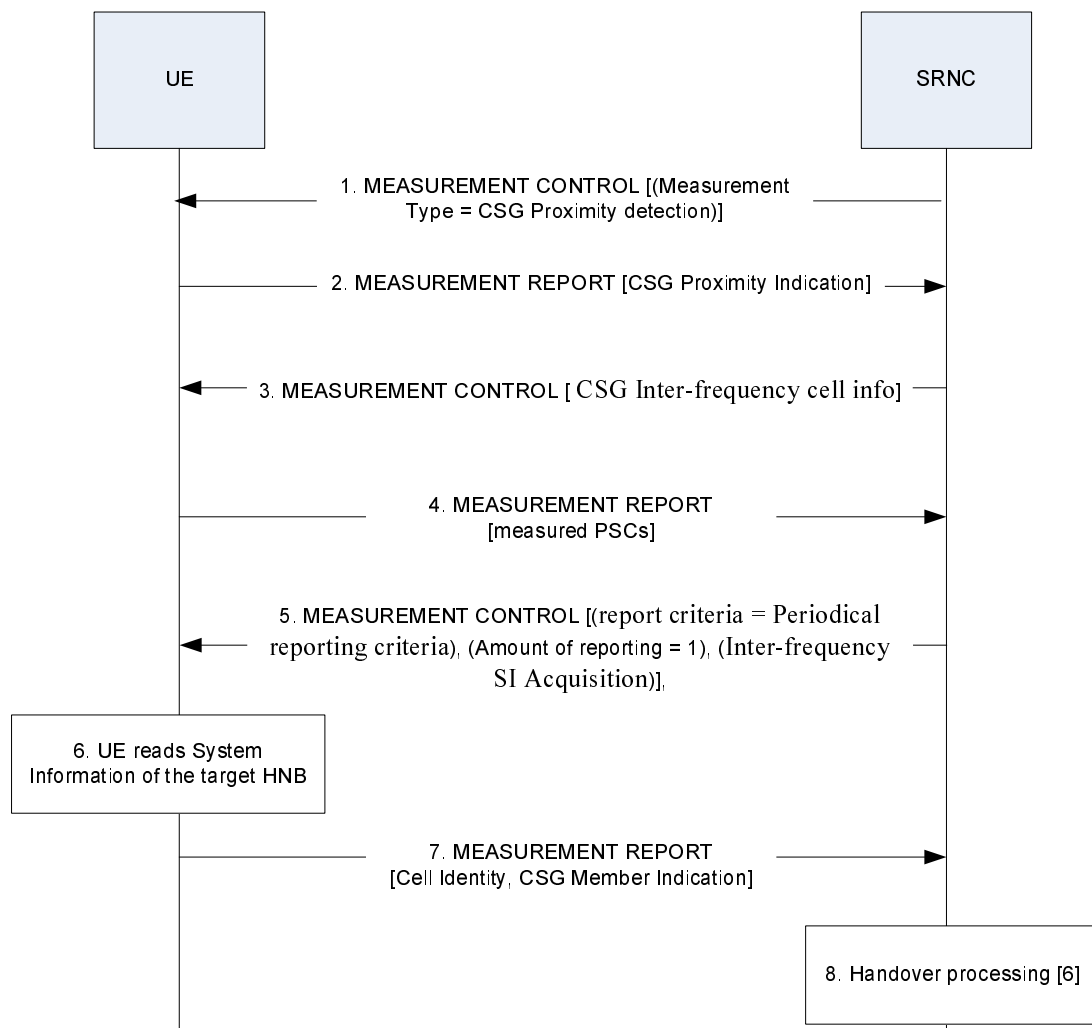 UE
SRNC
1. MEASUREMENT CONTROL [(Measurement
Type = CSG Proximity detection)]
2. MEASUREMENT REPORT [CSG Proximity Indication]
3. MEASUREMENT CONTROL [ CSG Inter-frequency cell info]
4. MEASUREMENT REPORT
[measured PSCs]
5. MEASUREMENT CONTROL [(report criteria = Periodical
reporting criteria), (Amount of reporting = 1), (Inter-frequency
SI Acquisition)],
6. UE reads System
Information of the target HNB
7. MEASUREMENT REPORT
[Cell Identity, CSG Member Indication]
8. Handover processing [6]